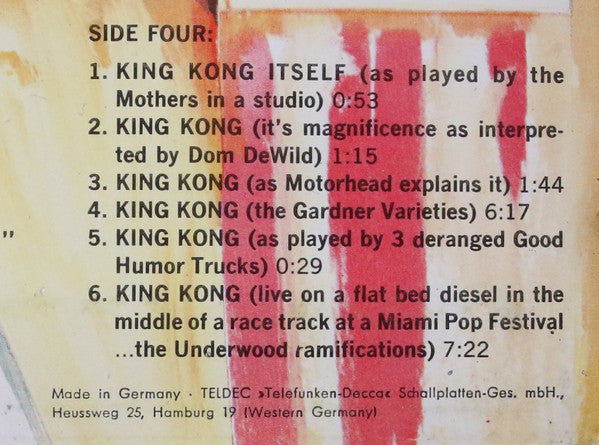 SIDE FOUR:
1. KING KONG ITSELF (as played by the
Mothers in a studio) 0:53
2. KING KONG (it's magnificence as interpre-
ted by Dom DeWild) 1:15
3. KING KONG (as Motorhead explains it) 1:44
4. KING KONG (the Gardner Varieties) 6:17
"
5. KING KONG (as played by 3 deranged Good
Humor Trucks) 0:29
6. KING KONG (live on a flat bed diesel in the
middle of a race track at a Miami Pop Festival
...the Underwood ramifications) 7:22
Made in Germany · TELDEC »Telefunken-Decca« Schallplatten-Ges. mbH.,
Heussweg 25, Hamburg 19 (Western Germany)